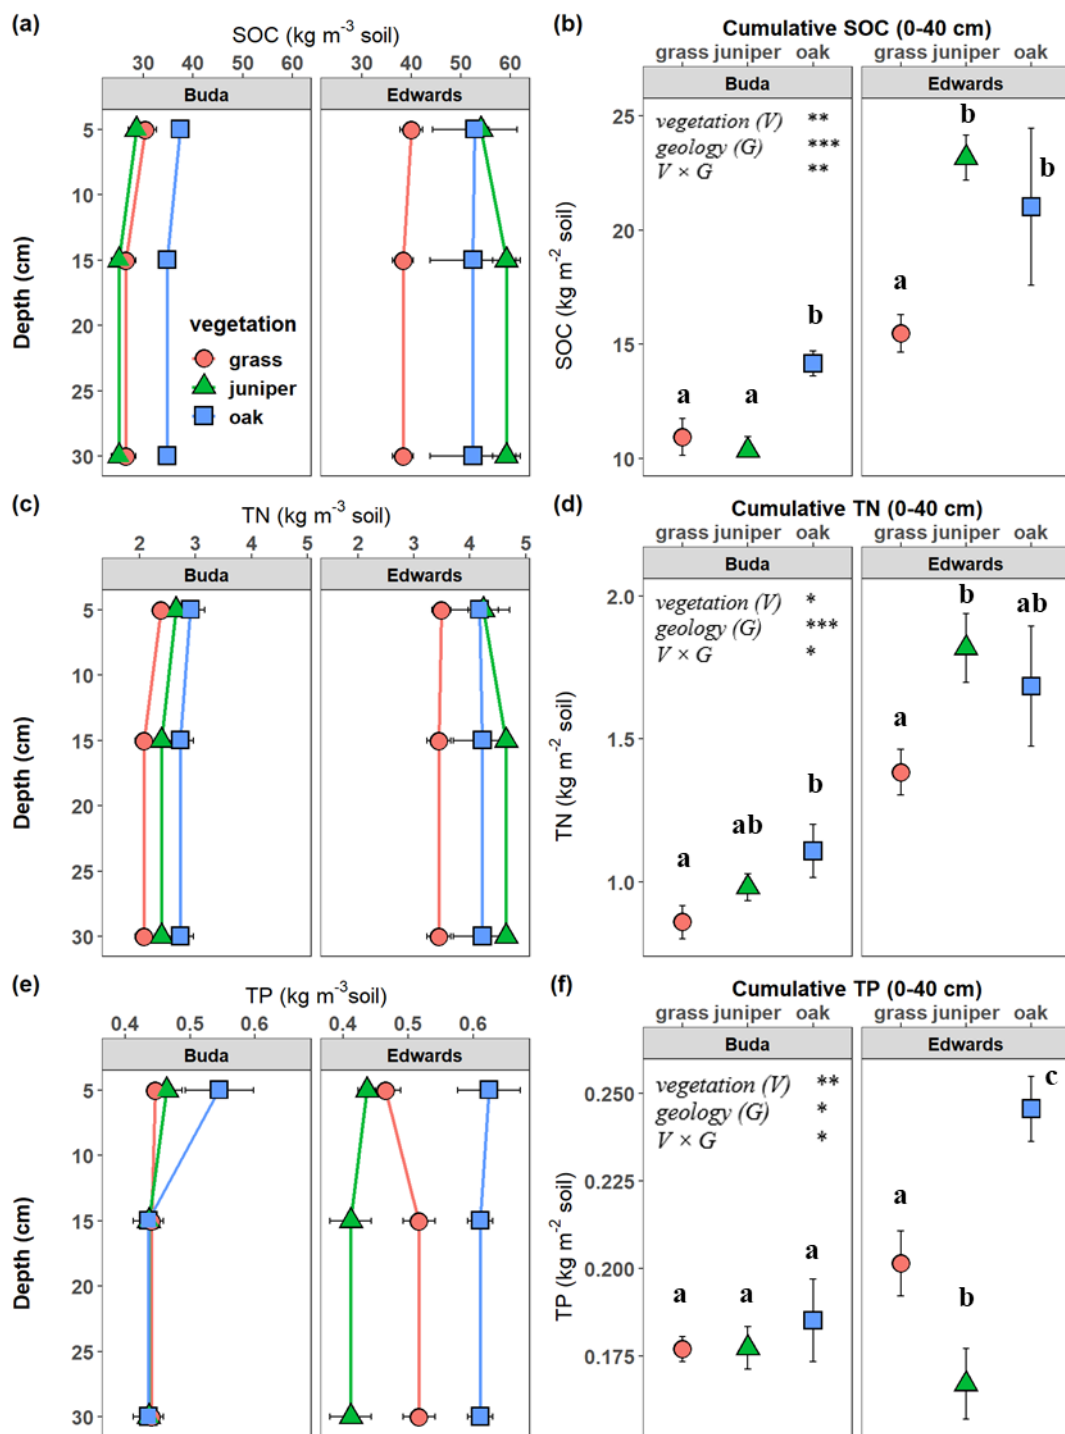 (a)
SOC (kg m⁻³ soil)
30 40 50 60
30 40 50 60
Buda
Edwards
5
10
15
20
25
30
Depth (cm)
vegetation
grass
juniper
oak
(b)
Cumulative SOC (0-40 cm)
grass juniper oak
grass juniper oak
Buda
Edwards
vegetation (V) **
geology (G) ***
V × G **
25
20
15
10
SOC (kg m⁻² soil)
a
a
b
a
b
b
(c)
TN (kg m⁻³ soil)
2 3 4 5
2 3 4 5
Buda
Edwards
5
10
15
20
25
30
Depth (cm)
(d)
Cumulative TN (0-40 cm)
grass juniper oak
grass juniper oak
Buda
Edwards
vegetation (V) *
geology (G) ***
V × G *
2.0
1.5
1.0
TN (kg m⁻² soil)
a
ab
b
a
b
ab
(e)
TP (kg m⁻³soil)
0.4 0.5 0.6
0.4 0.5 0.6
Buda
Edwards
5
10
15
20
25
30
Depth (cm)
(f)
Cumulative TP (0-40 cm)
grass juniper oak
grass juniper oak
Buda
Edwards
vegetation (V) **
geology (G) *
V × G *
0.250
0.225
0.200
0.175
TP (kg m⁻² soil)
a
a
a
a
b
c